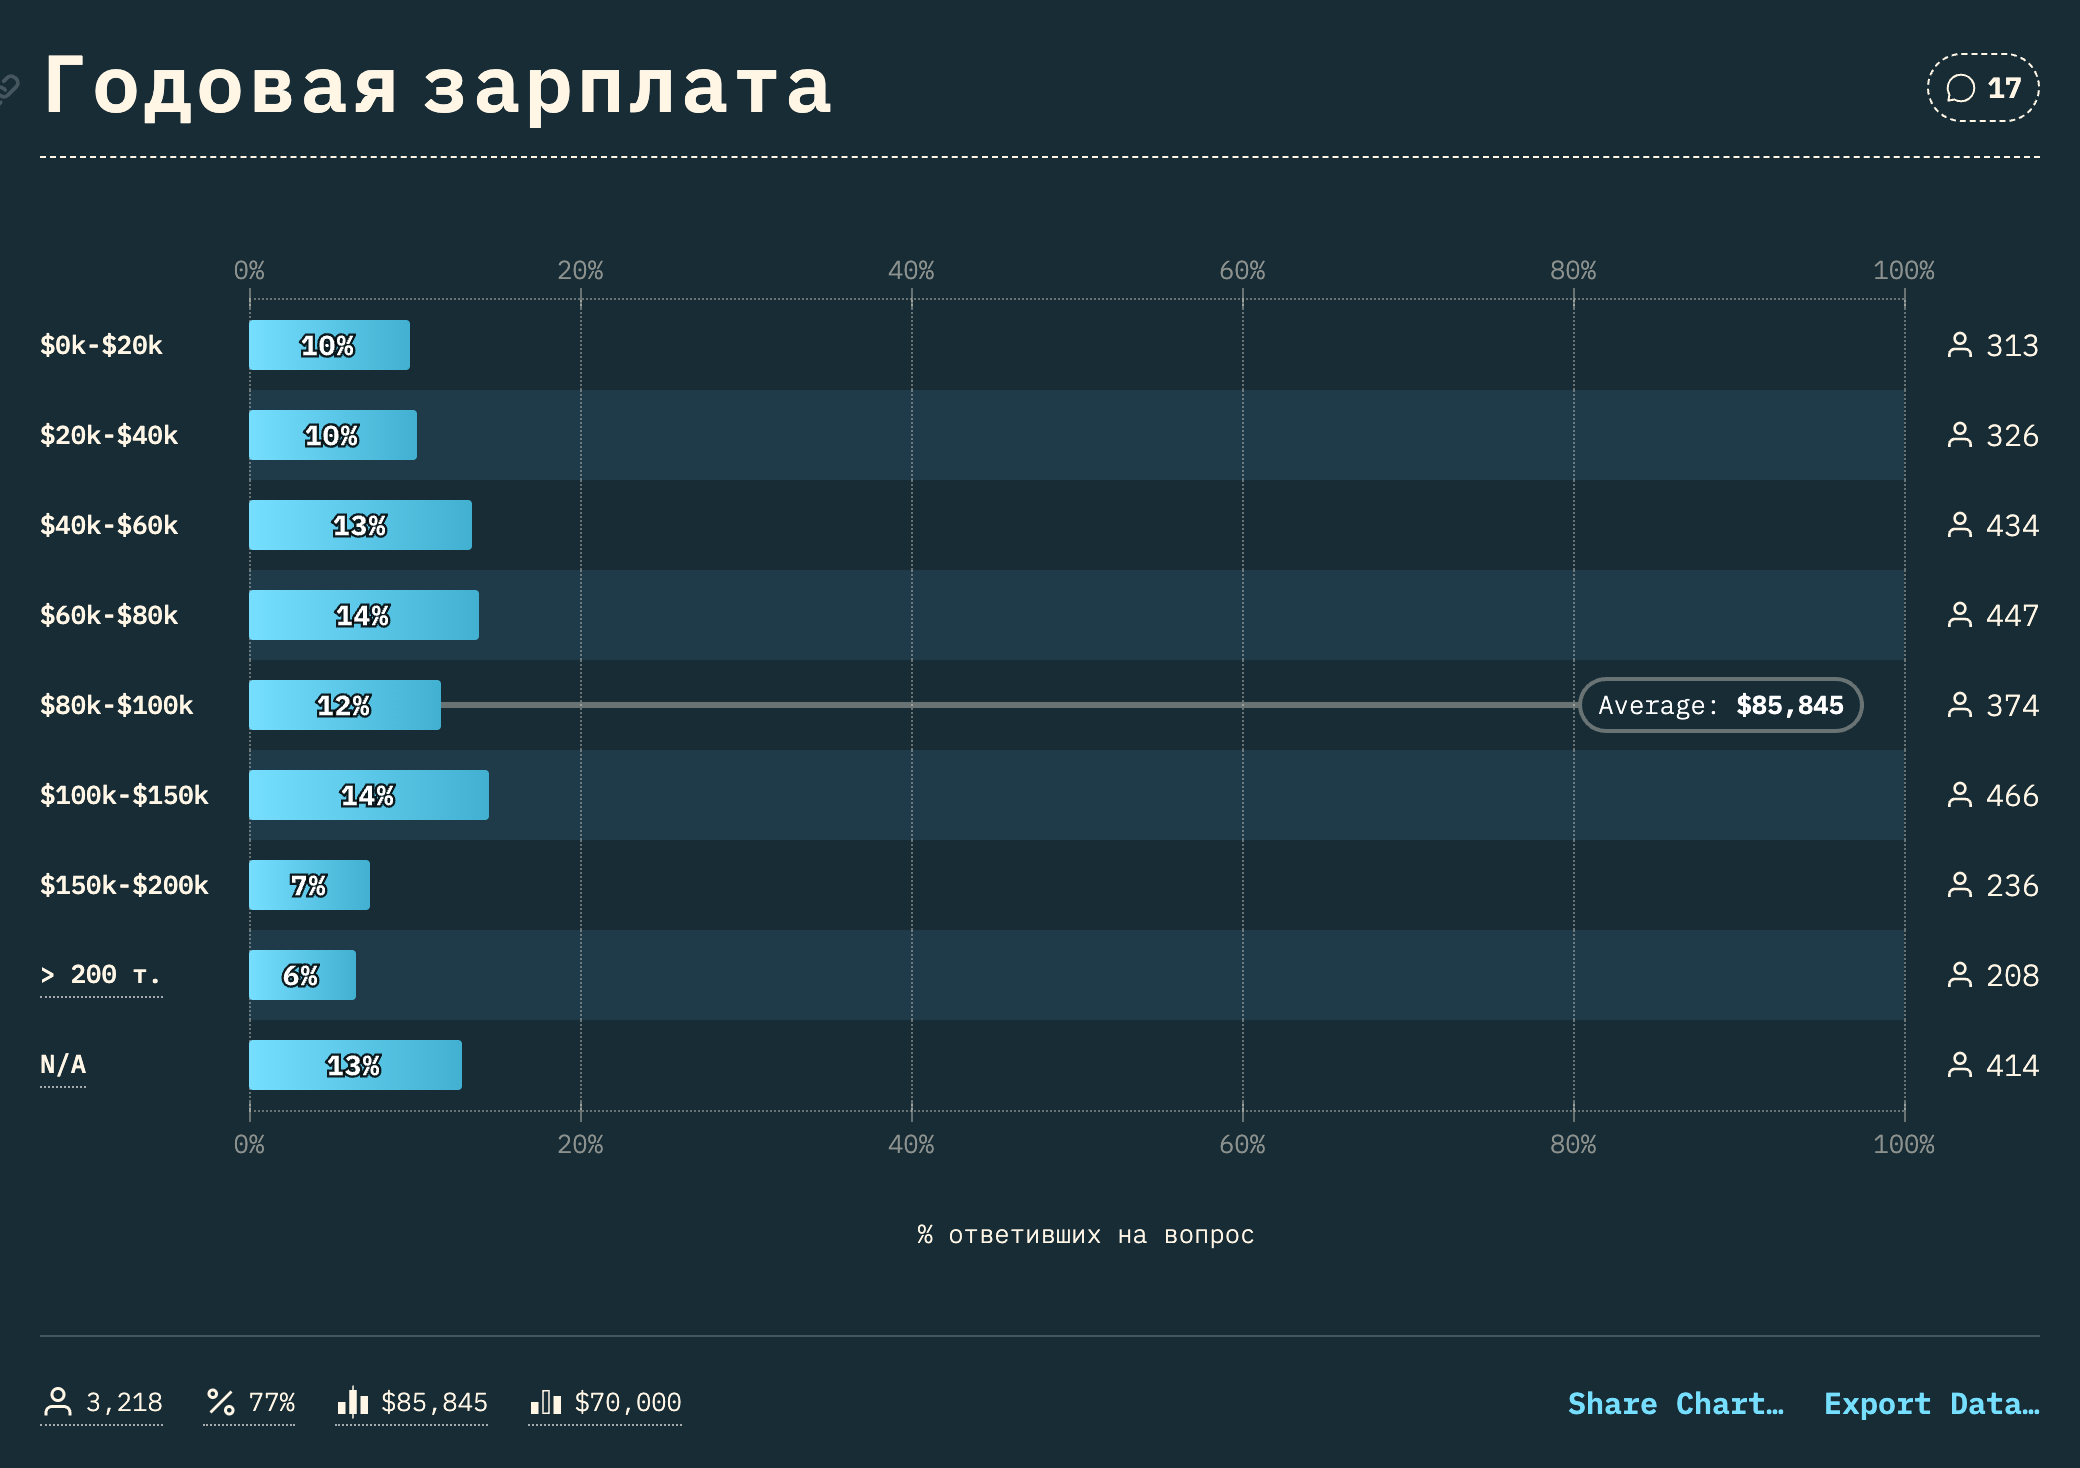 Годовая зарплата
17
0% 20% 40% 60% 80% 100%
$0k-$20k 10% 313
$20k-$40k 10% 326
$40k-$60k 13% 434
$60k-$80k 14% 447
$80k-$100k 12% Average: $85,845 374
$100k-$150k 14% 466
$150k-$200k 7% 236
> 200 т. 6% 208
N/A 13% 414
0% 20% 40% 60% 80% 100%
% ответивших на вопрос
3,218 77% $85,845 $70,000 Share Chart… Export Data…